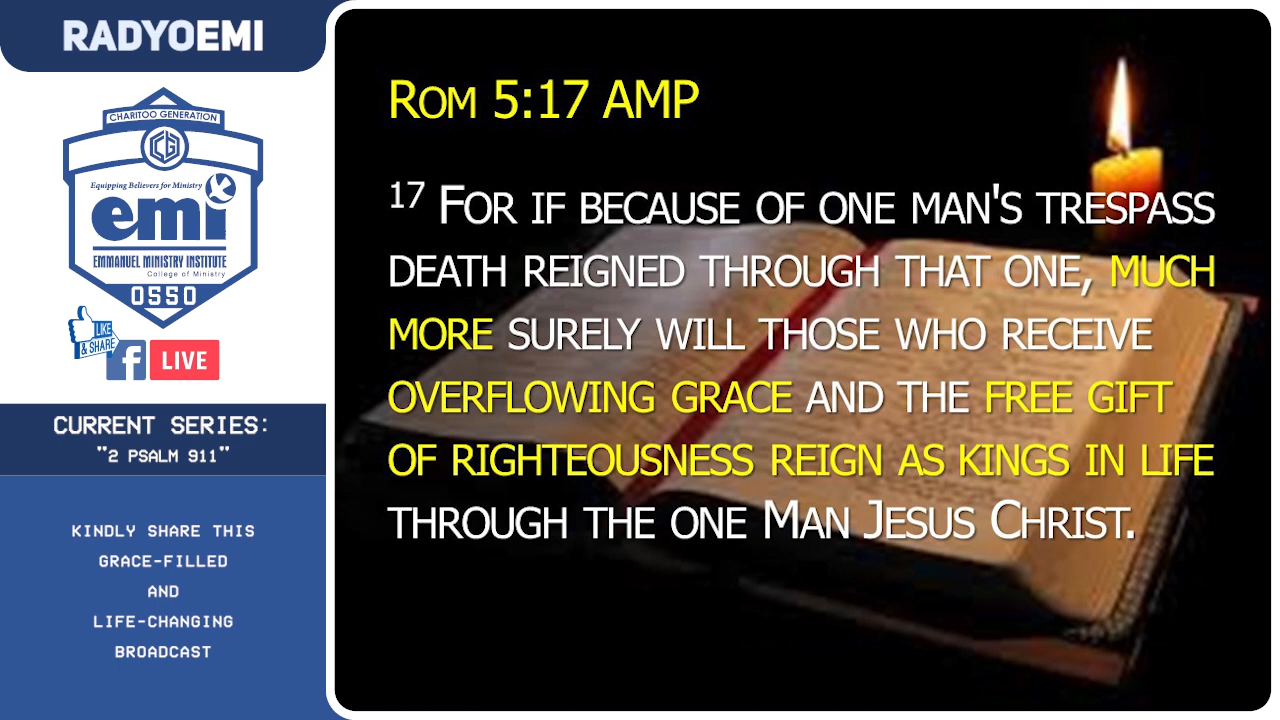 RADYOEMI
CHARITOO GENERATION
CG
Equipping Believers for Ministry
emi
EMMANUEL MINISTRY INSTITUTE
College of Ministry
0550
LIKE
& SHARE
f LIVE
CURRENT SERIES:
"2 PSALM 911"
KINDLY SHARE THIS
GRACE-FILLED
AND
LIFE-CHANGING
BROADCAST
ROM 5:17 AMP
17 FOR IF BECAUSE OF ONE MAN'S TRESPASS
DEATH REIGNED THROUGH THAT ONE, MUCH
MORE SURELY WILL THOSE WHO RECEIVE
OVERFLOWING GRACE AND THE FREE GIFT
OF RIGHTEOUSNESS REIGN AS KINGS IN LIFE
THROUGH THE ONE MAN JESUS CHRIST.